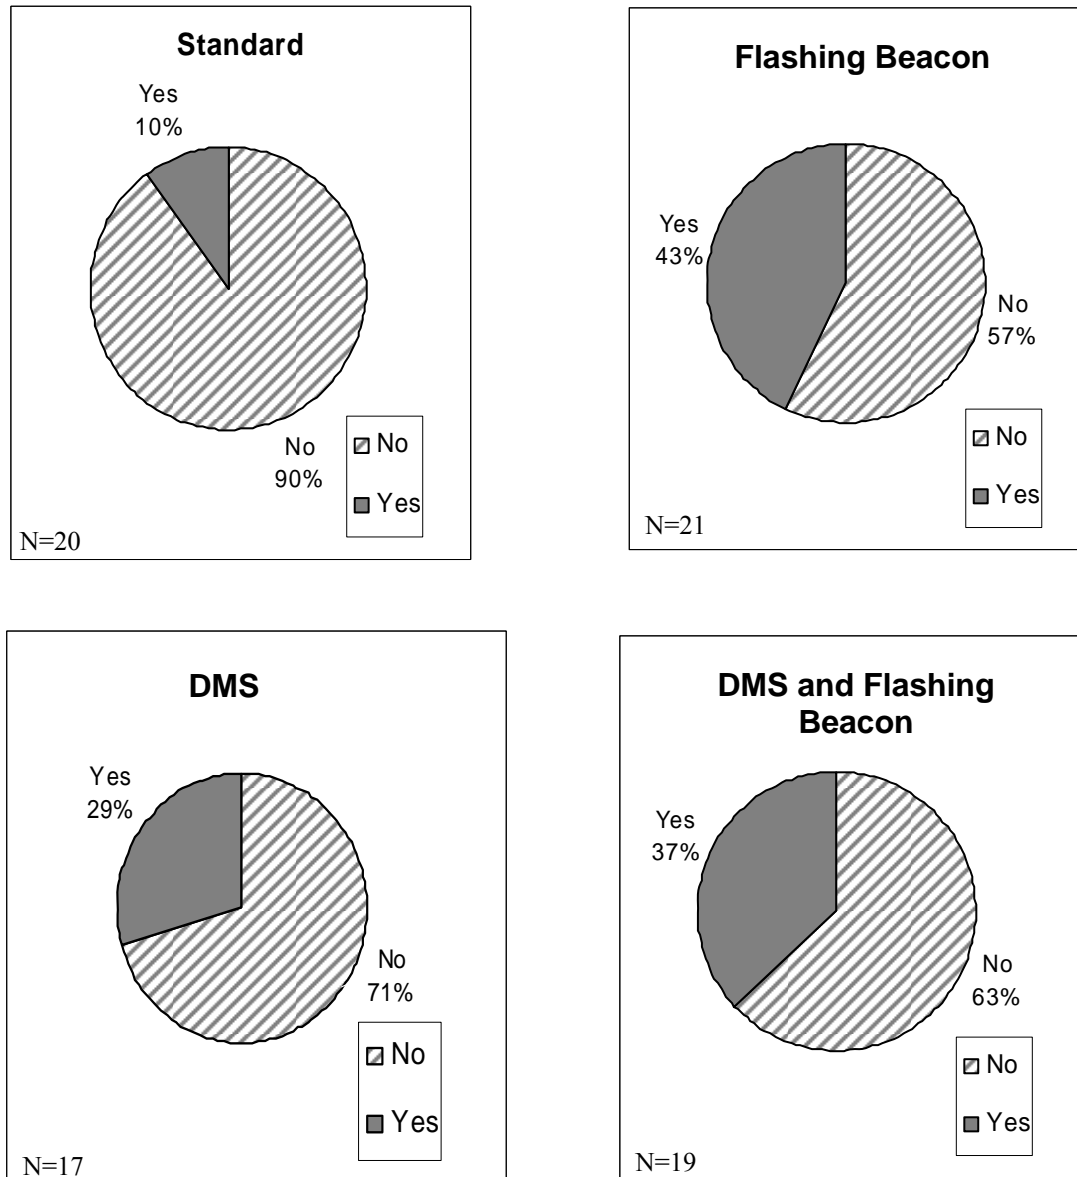 Standard
Yes
10%
No
90%
No
Yes
N=20
Flashing Beacon
Yes
43%
No
57%
No
Yes
N=21
DMS
Yes
29%
No
71%
No
Yes
N=17
DMS and Flashing
Beacon
Yes
37%
No
63%
No
Yes
N=19